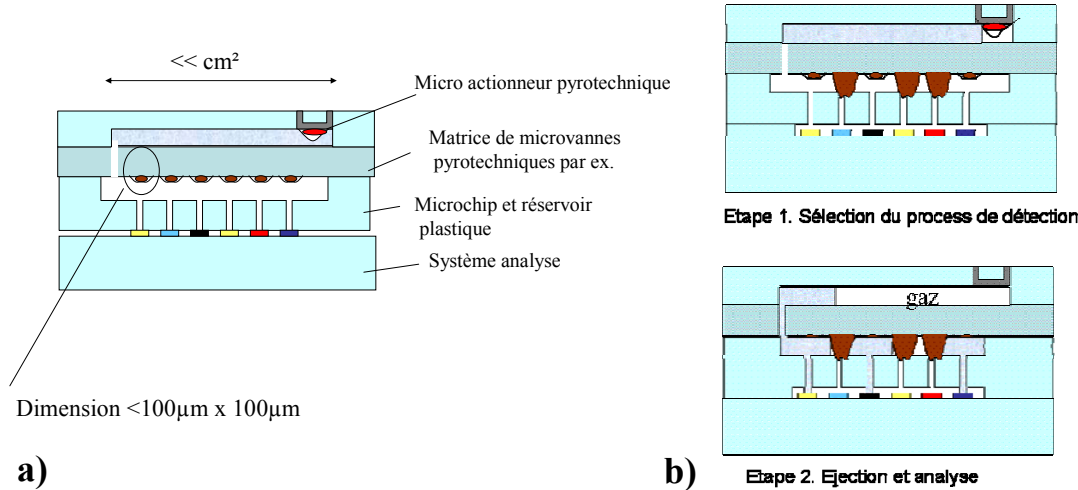 << cm²
Micro actionneur pyrotechnique
Matrice de microvannes
pyrotechniques par ex.
Microchip et réservoir
plastique
Système analyse
Dimension <100µm x 100µm
a)
Etape 1. Sélection du process de détection
gaz
b)
Etape 2. Ejection et analyse